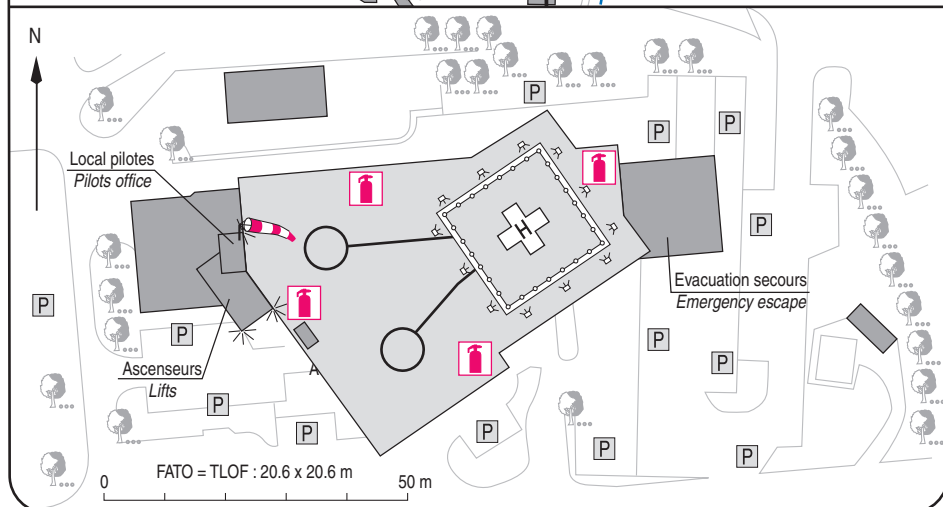 N
P
P
P
Local pilotes
Pilots office
H
P
Evacuation secours
Emergency escape
P
P
P
P
Ascenseurs
Lifts
A
P
P
P
P
P
FATO = TLOF : 20.6 x 20.6 m
0
50 m